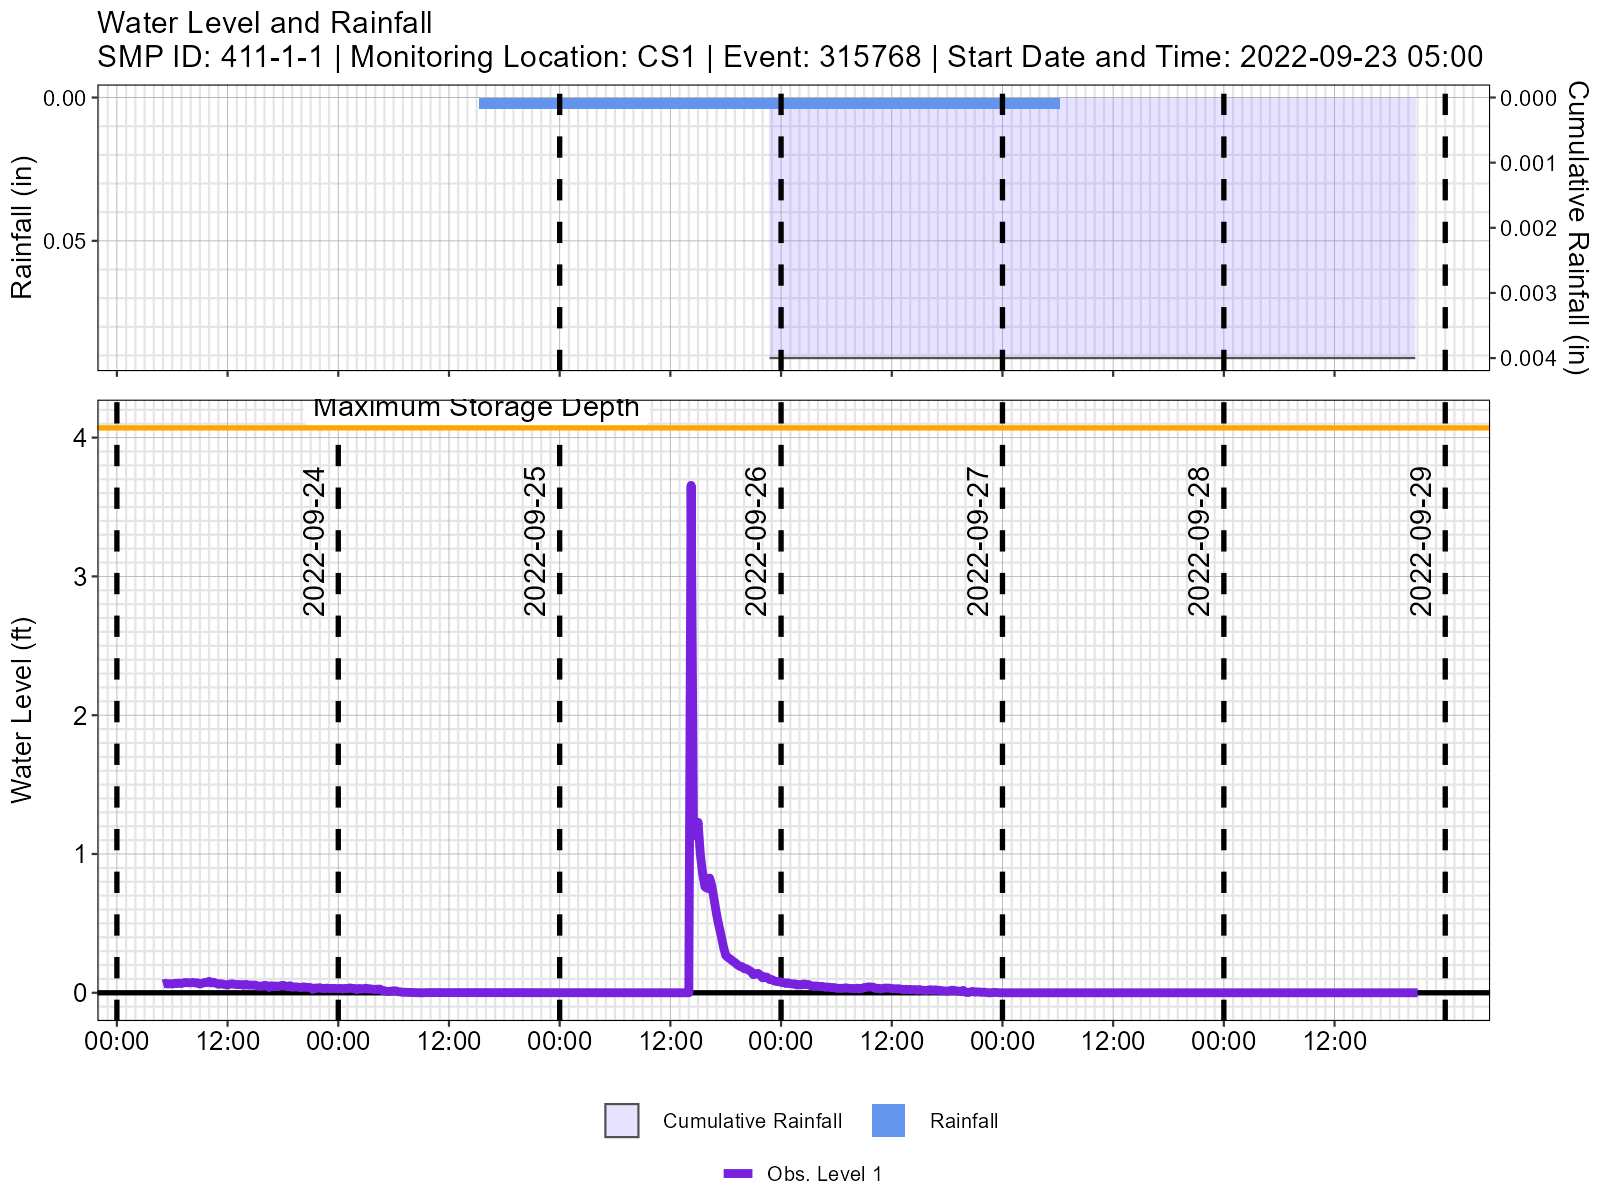 Water Level and Rainfall
SMP ID: 411-1-1 | Monitoring Location: CS1 | Event: 315768 | Start Date and Time: 2022-09-23 05:00
Rainfall (in)
0.00
0.05
Cumulative Rainfall (in)
0.000
0.001
0.002
0.003
0.004
Maximum Storage Depth
Water Level (ft)
4
3
2
1
0
2022-09-24
2022-09-25
2022-09-26
2022-09-27
2022-09-28
2022-09-29
00:00 12:00 00:00 12:00 00:00 12:00 00:00 12:00 00:00 12:00 00:00 12:00
Cumulative Rainfall Rainfall
Obs. Level 1